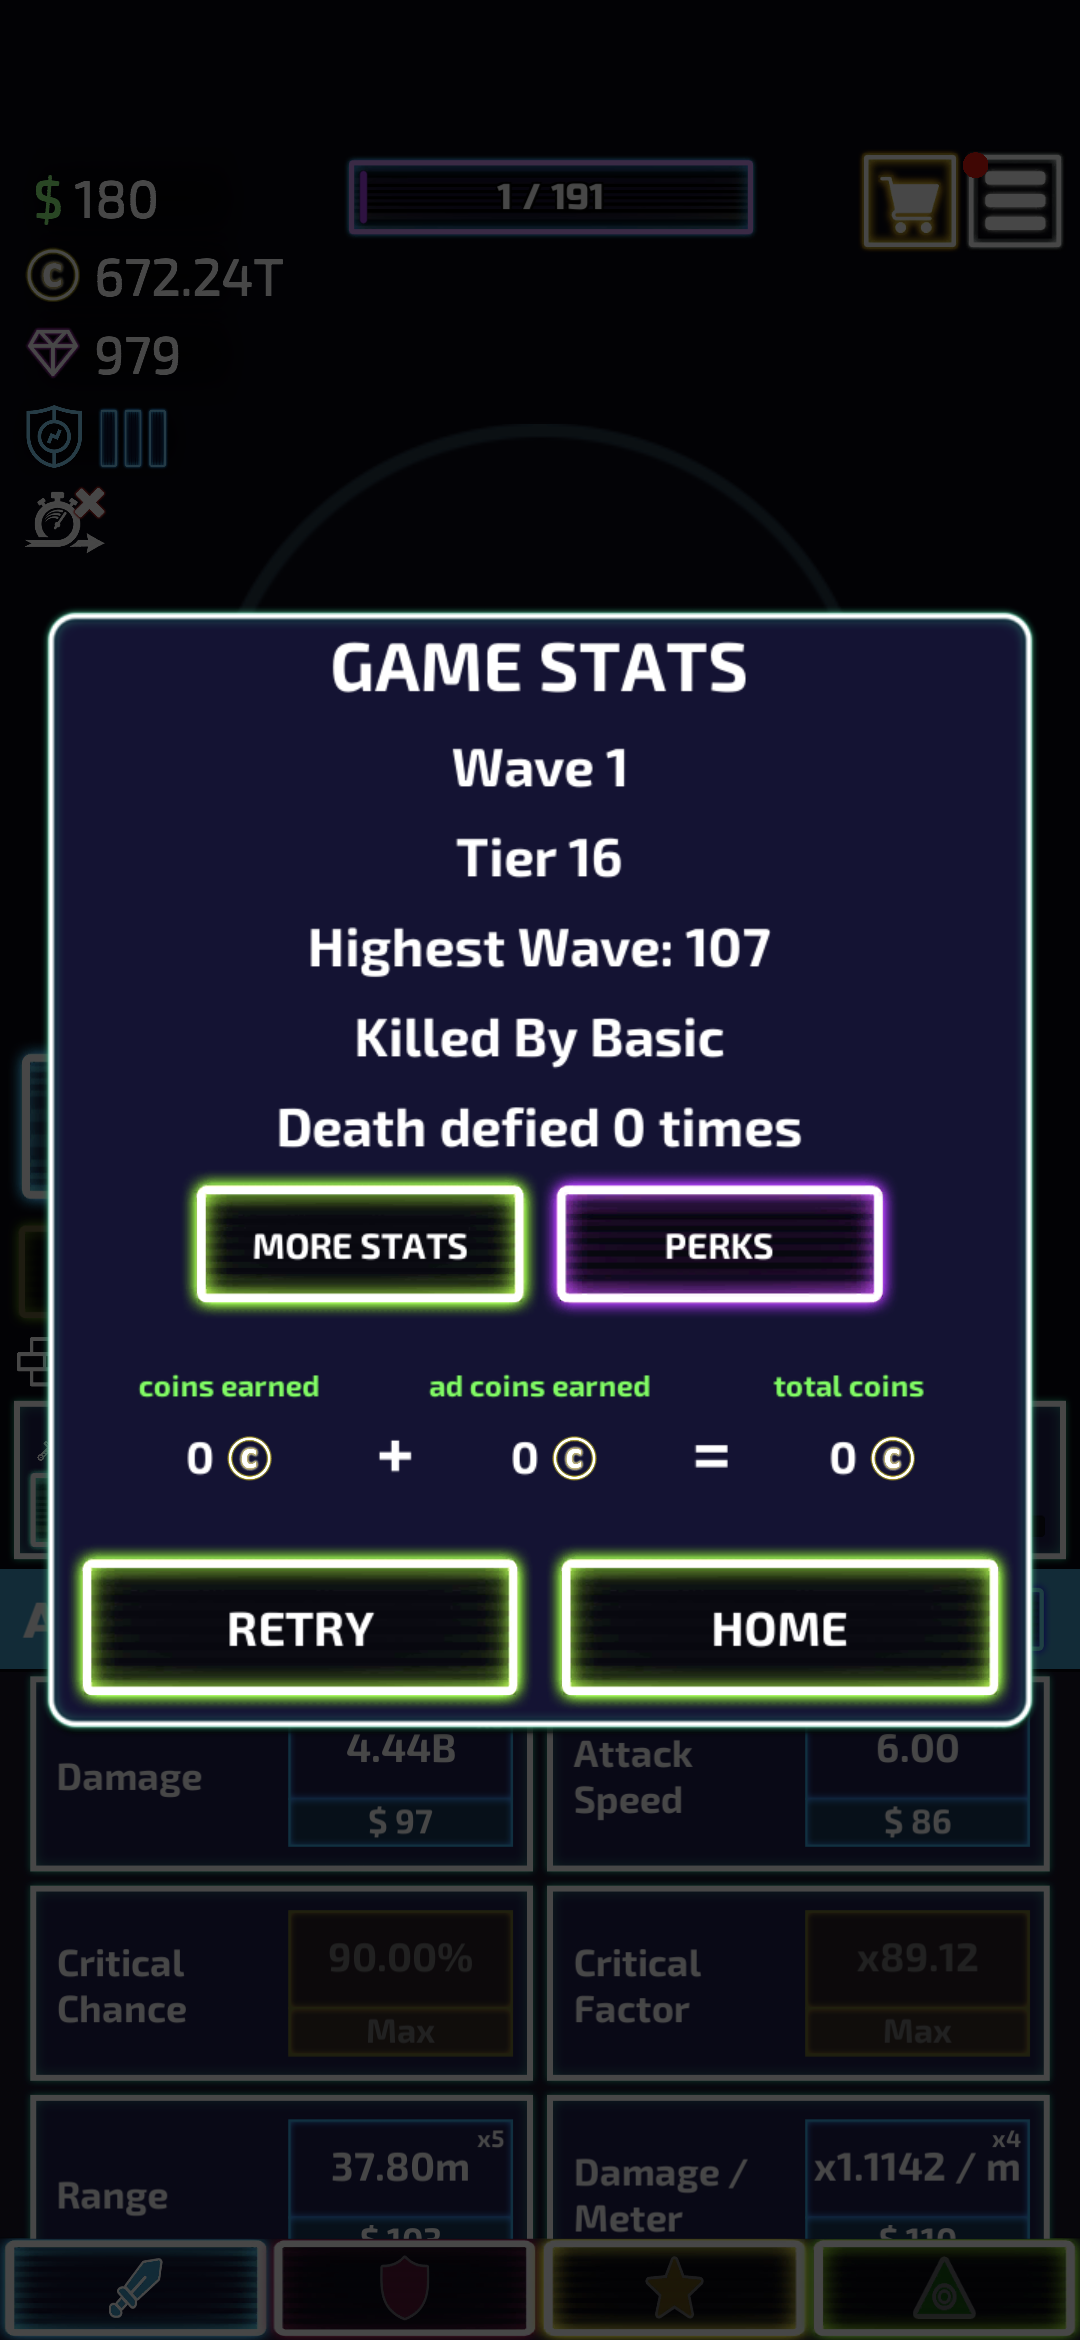 $ 180
1 / 191
C 672.24T
979
GAME STATS
Wave 1
Tier 16
Highest Wave: 107
Killed By Basic
Death defied 0 times
MORE STATS
PERKS
coins earned
ad coins earned
total coins
0 C + 0 C = 0 C
RETRY
HOME
Damage
4.44B
$ 97
Attack
Speed
6.00
$ 86
Critical
Chance
90.00%
Max
Critical
Factor
x89.12
Max
Range
x5
37.80m
$ 103
Damage /
Meter
x4
x1.1142 / m
$ 110